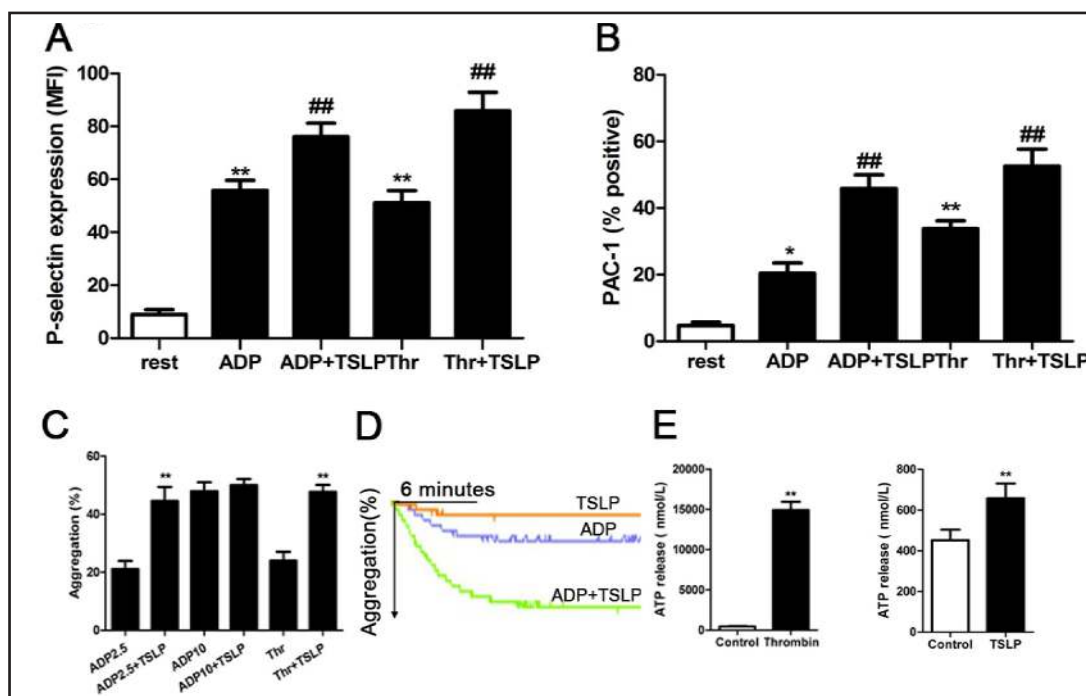 A
P-selectin expression (MFI)
100
80
60
40
20
0
**
##
**
##
rest ADP ADP+TSLPThr Thr+TSLP
B
PAC-1 (% positive)
80
60
40
20
0
*
##
**
##
rest ADP ADP+TSLPThr Thr+TSLP
C
Aggregation (%)
60
40
20
0
**
**
ADP2.5
ADP2.5+TSLP
ADP10
ADP10+TSLP
Thr
Thr+TSLP
D
Aggregation(%)
6 minutes
TSLP
ADP
ADP+TSLP
E
ATP release ( nmol/L)
20000
15000
10000
5000
0
**
Control Thrombin
ATP release ( nmol/L)
800
600
400
200
0
**
Control TSLP